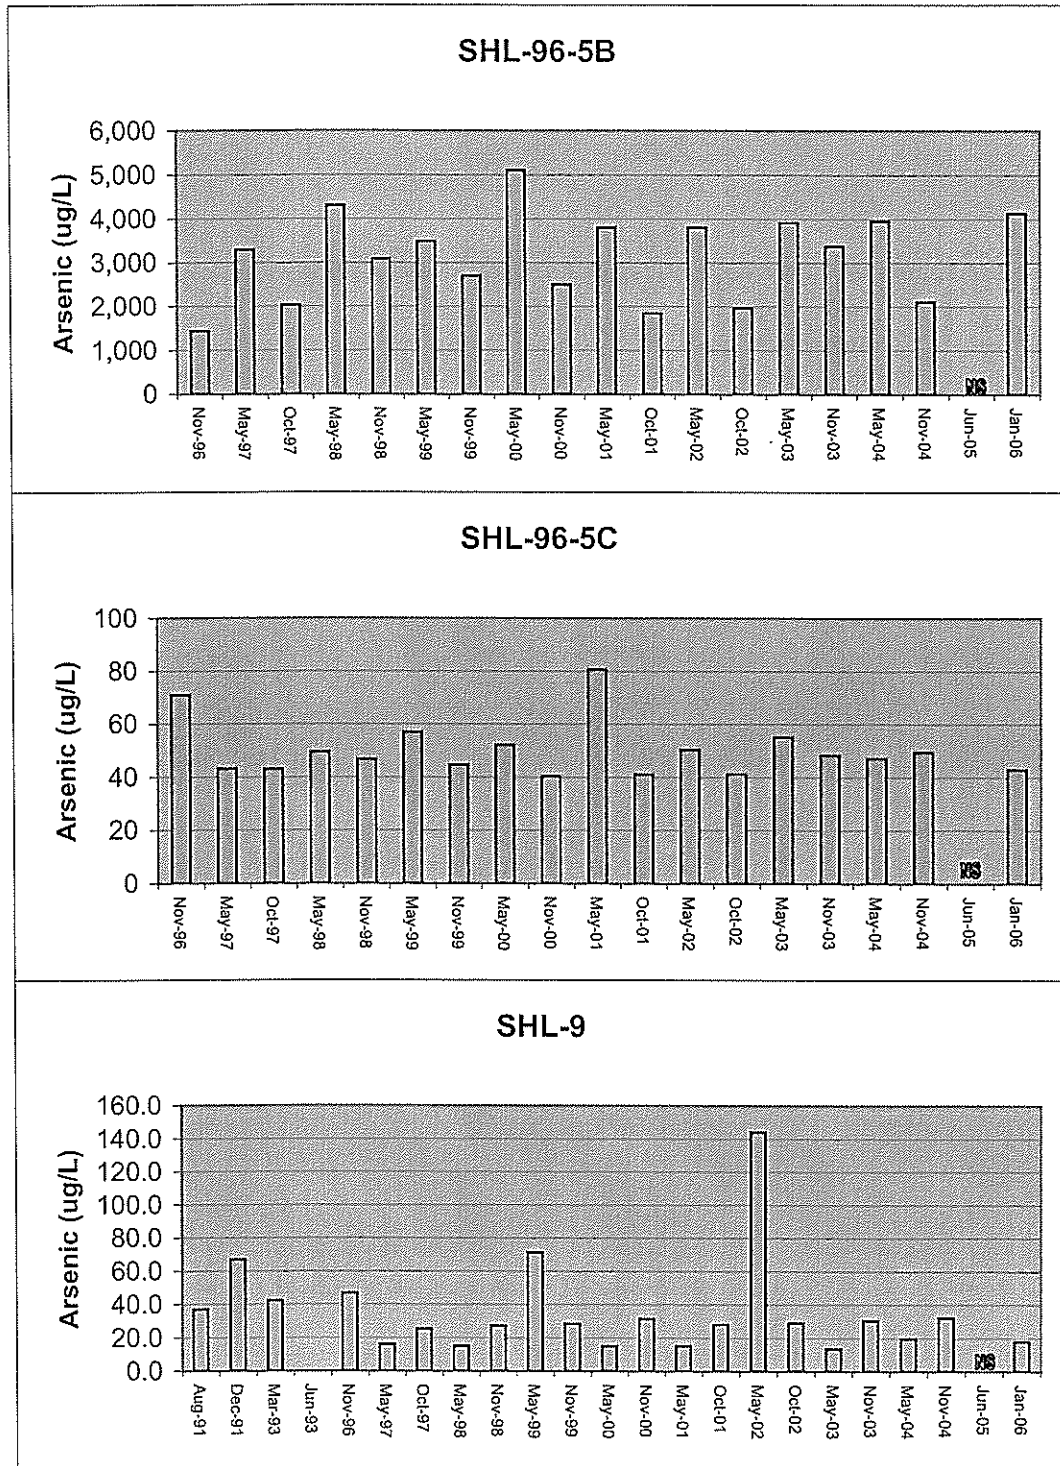 SHL-96-5B
Arsenic (ug/L)
6,000
5,000
4,000
3,000
2,000
1,000
0
NS
Nov-96
May-97
Oct-97
May-98
Nov-98
May-99
Nov-99
May-00
Nov-00
May-01
Oct-01
May-02
Oct-02
May-03
Nov-03
May-04
Nov-04
Jun-05
Jan-06
SHL-96-5C
Arsenic (ug/L)
100
80
60
40
20
0
NS
Nov-96
May-97
Oct-97
May-98
Nov-98
May-99
Nov-99
May-00
Nov-00
May-01
Oct-01
May-02
Oct-02
May-03
Nov-03
May-04
Nov-04
Jun-05
Jan-06
SHL-9
Arsenic (ug/L)
160.0
140.0
120.0
100.0
80.0
60.0
40.0
20.0
0.0
NS
Aug-91
Dec-91
Mar-93
Jun-93
Nov-96
May-97
Oct-97
May-98
Nov-98
May-99
Nov-99
May-00
Nov-00
May-01
Oct-01
May-02
Oct-02
May-03
Nov-03
May-04
Nov-04
Jun-05
Jan-06